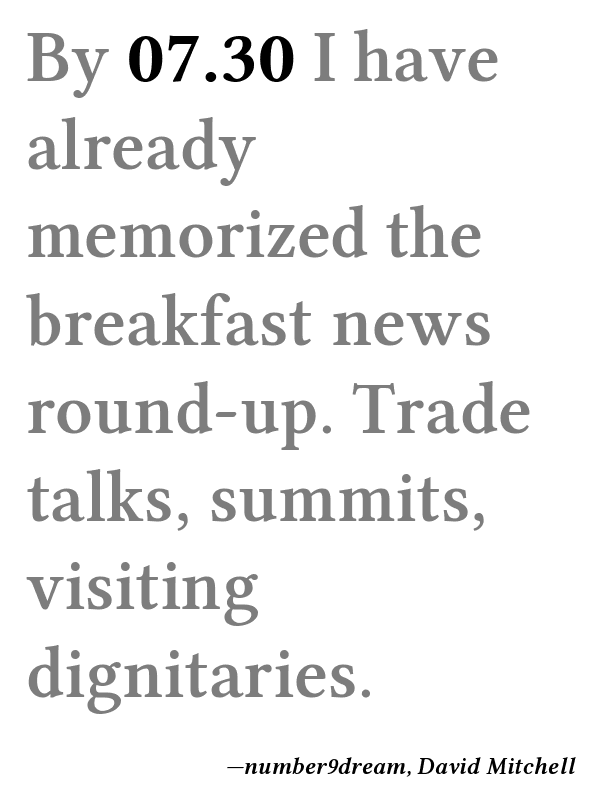 By 07.30 I have
already
memorized the
breakfast news
round-up. Trade
talks, summits,
visiting
dignitaries.
—number9dream, David Mitchell